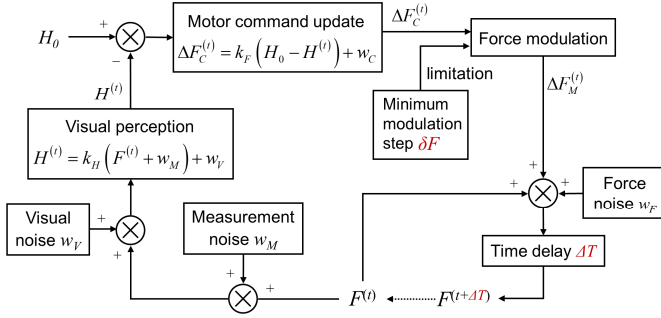 H₀
+
−
Motor command update
ΔF_C^(t) = k_F (H₀ − H^(t)) + w_C
ΔF_C^(t)
Force modulation
limitation
Minimum
modulation
step δF
ΔF_M^(t)
H^(t)
Visual perception
H^(t) = k_H (F^(t) + w_M) + w_V
Visual
noise w_V
+
+
Measurement
noise w_M
+
+
+
+
+
Force
noise w_F
Time delay ΔT
F^(t)
F^(t+ΔT)